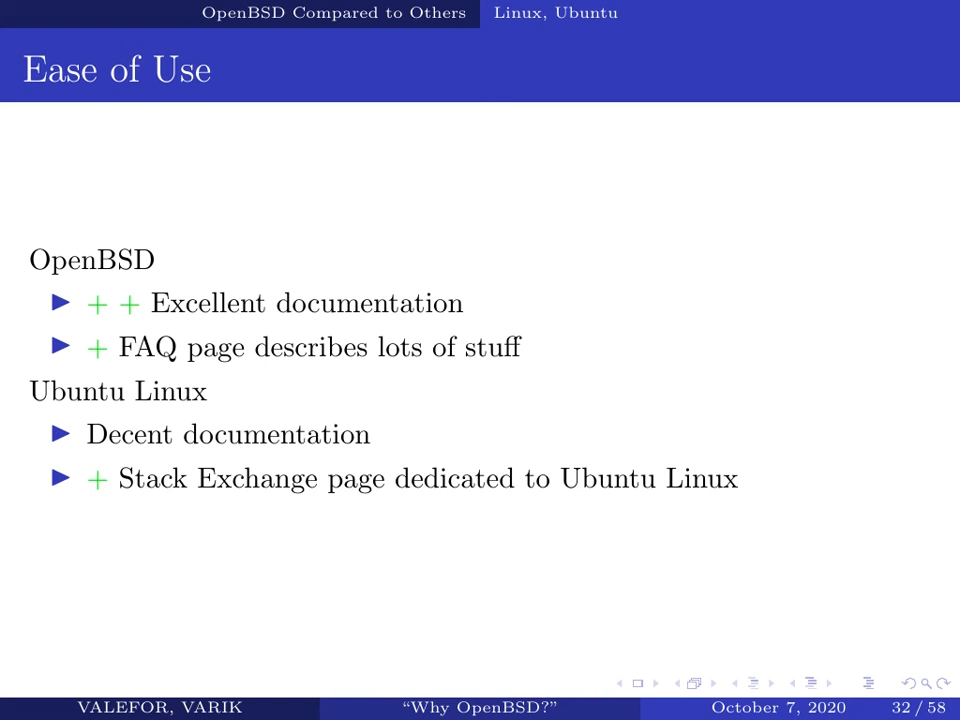 OpenBSD Compared to Others Linux, Ubuntu
Ease of Use
OpenBSD
+ + Excellent documentation
+ FAQ page describes lots of stuff
Ubuntu Linux
Decent documentation
+ Stack Exchange page dedicated to Ubuntu Linux
VALEFOR, VARIK “Why OpenBSD?” October 7, 2020 32 / 58